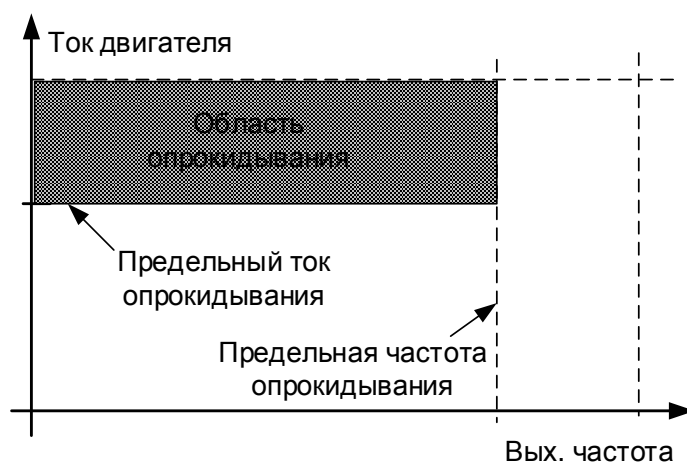 Ток двигателя
Область
опрокидывания
Предельный ток
опрокидывания
Предельная частота
опрокидывания
Вых. частота